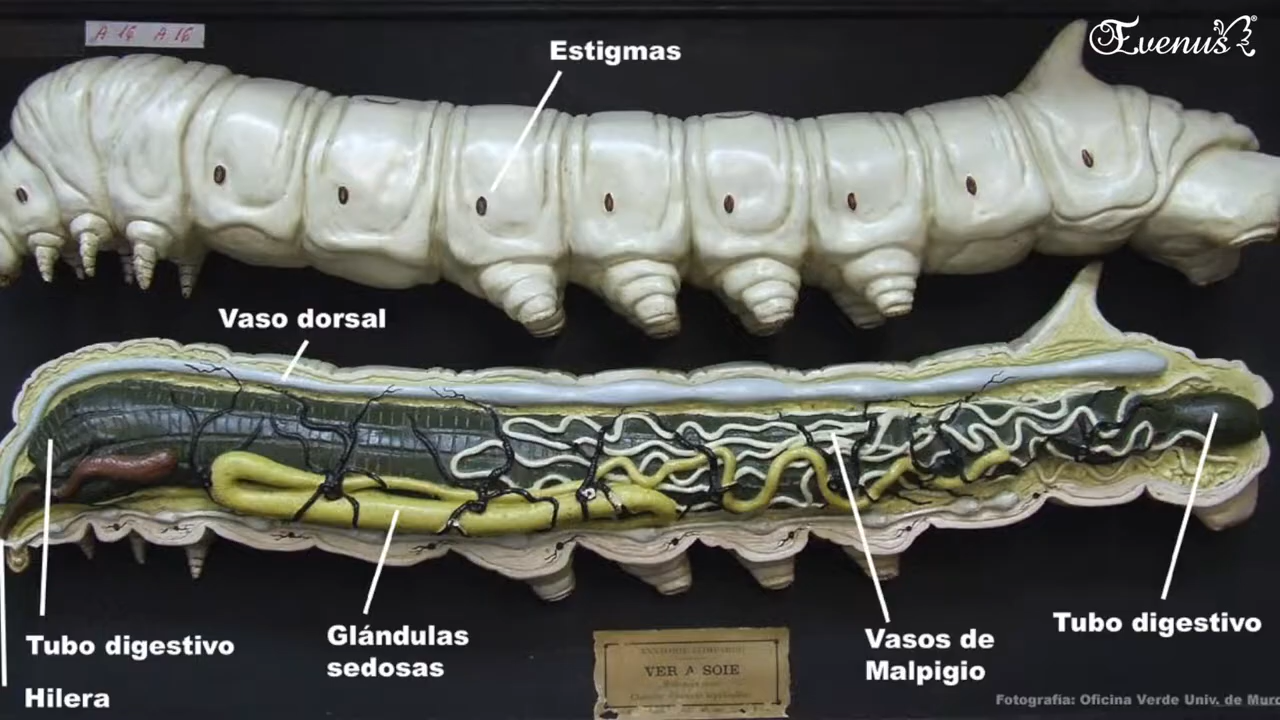 A 16 A 16
Evenus
Estigmas
Vaso dorsal
Tubo digestivo
Glándulas
sedosas
Vasos de
Malpigio
Tubo digestivo
Hilera
VER A SOIE
Fotografia: Oficina Verde Univ. de Murc